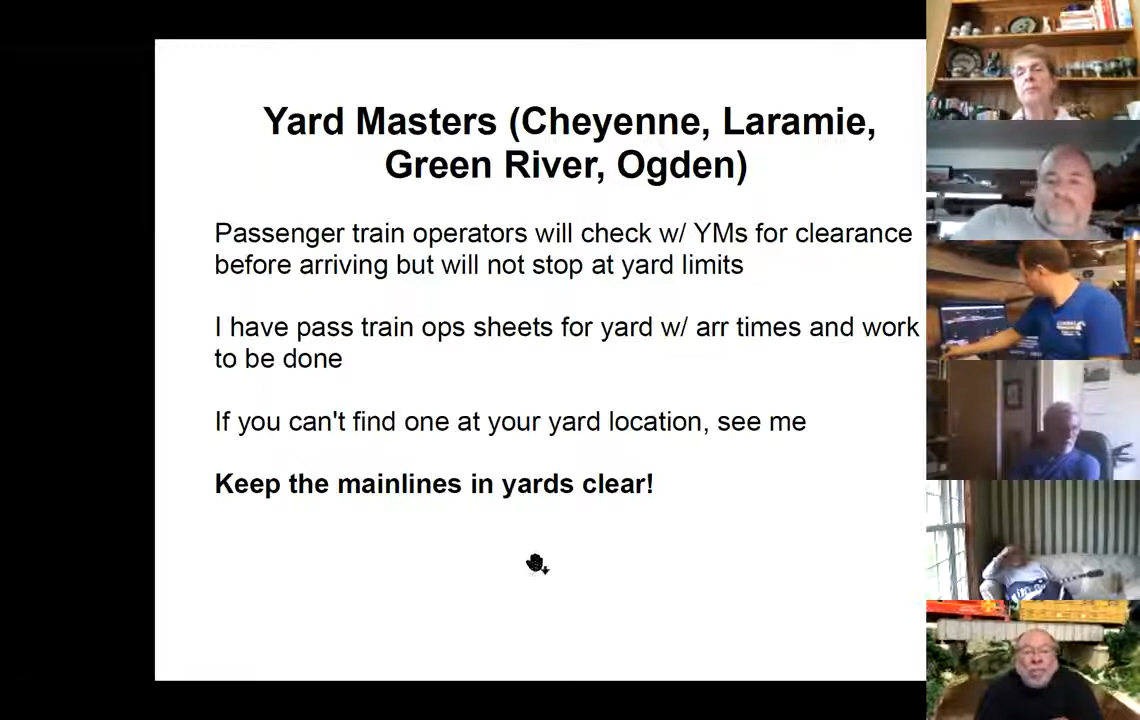 Yard Masters (Cheyenne, Laramie,
Green River, Ogden)
Passenger train operators will check w/ YMs for clearance
before arriving but will not stop at yard limits
I have pass train ops sheets for yard w/ arr times and work
to be done
If you can't find one at your yard location, see me
Keep the mainlines in yards clear!